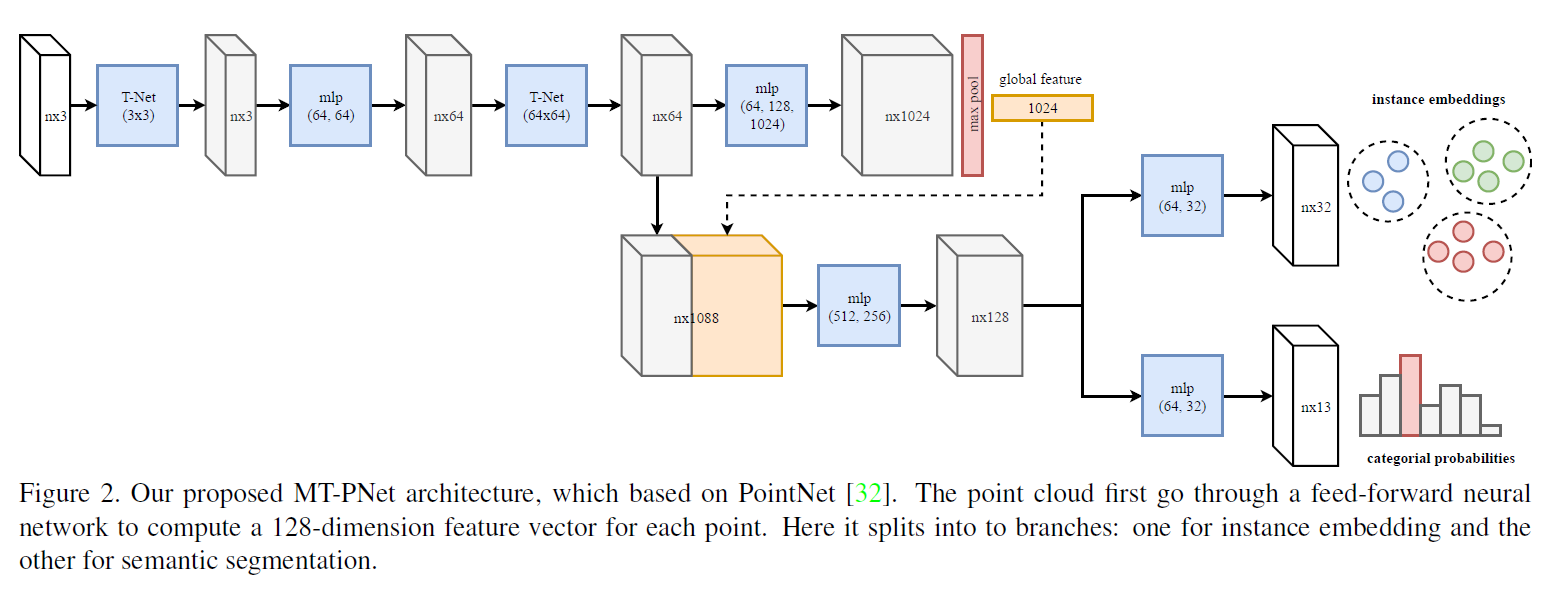 nx3
T-Net
(3x3)
nx3
mlp
(64, 64)
nx64
T-Net
(64x64)
nx64
mlp
(64, 128,
1024)
nx1024
max pool
global feature
1024
nx1088
mlp
(512, 256)
nx128
mlp
(64, 32)
nx32
instance embeddings
mlp
(64, 32)
nx13
categorial probabilities
Figure 2. Our proposed MT-PNet architecture, which based on PointNet [32]. The point cloud first go through a feed-forward neural
network to compute a 128-dimension feature vector for each point. Here it splits into to branches: one for instance embedding and the
other for semantic segmentation.